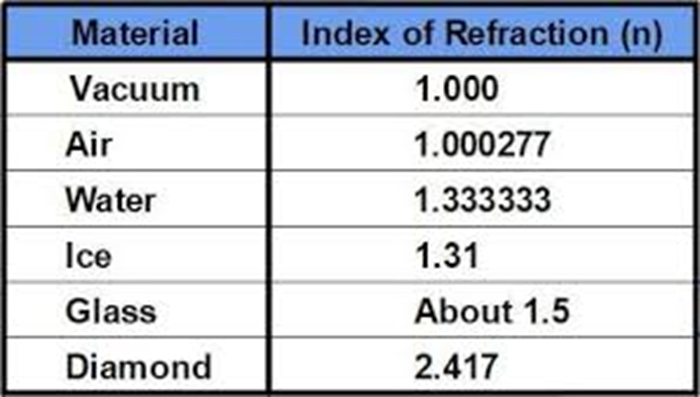 Material Index of Refraction (n)
Vacuum 1.000
Air 1.000277
Water 1.333333
Ice 1.31
Glass About 1.5
Diamond 2.417